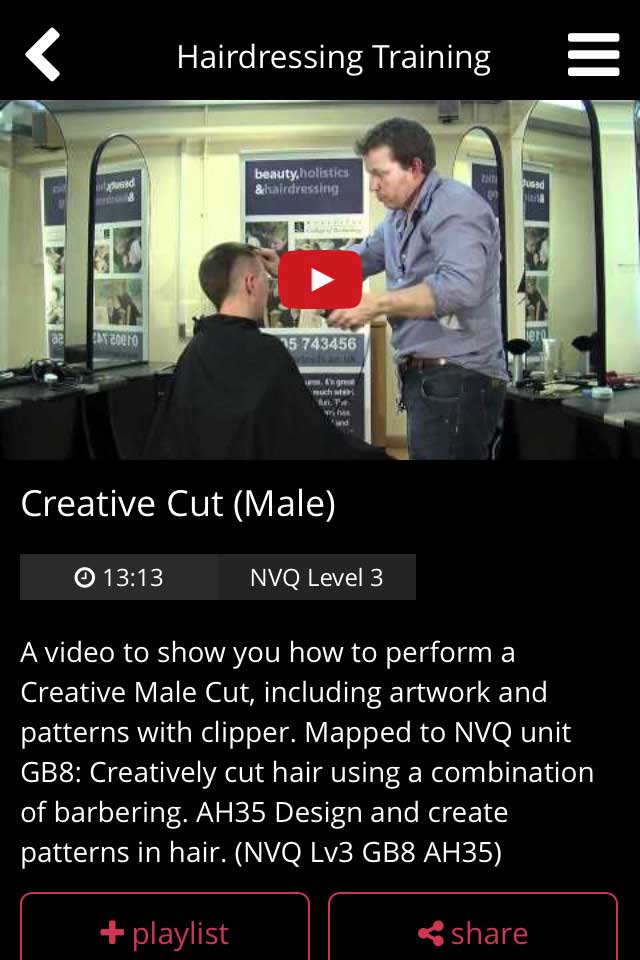 Hairdressing Training
beauty,holistics
&hairdressing
05 743456
Creative Cut (Male)
13:13 NVQ Level 3
A video to show you how to perform a
Creative Male Cut, including artwork and
patterns with clipper. Mapped to NVQ unit
GB8: Creatively cut hair using a combination
of barbering. AH35 Design and create
patterns in hair. (NVQ Lv3 GB8 AH35)
playlist share